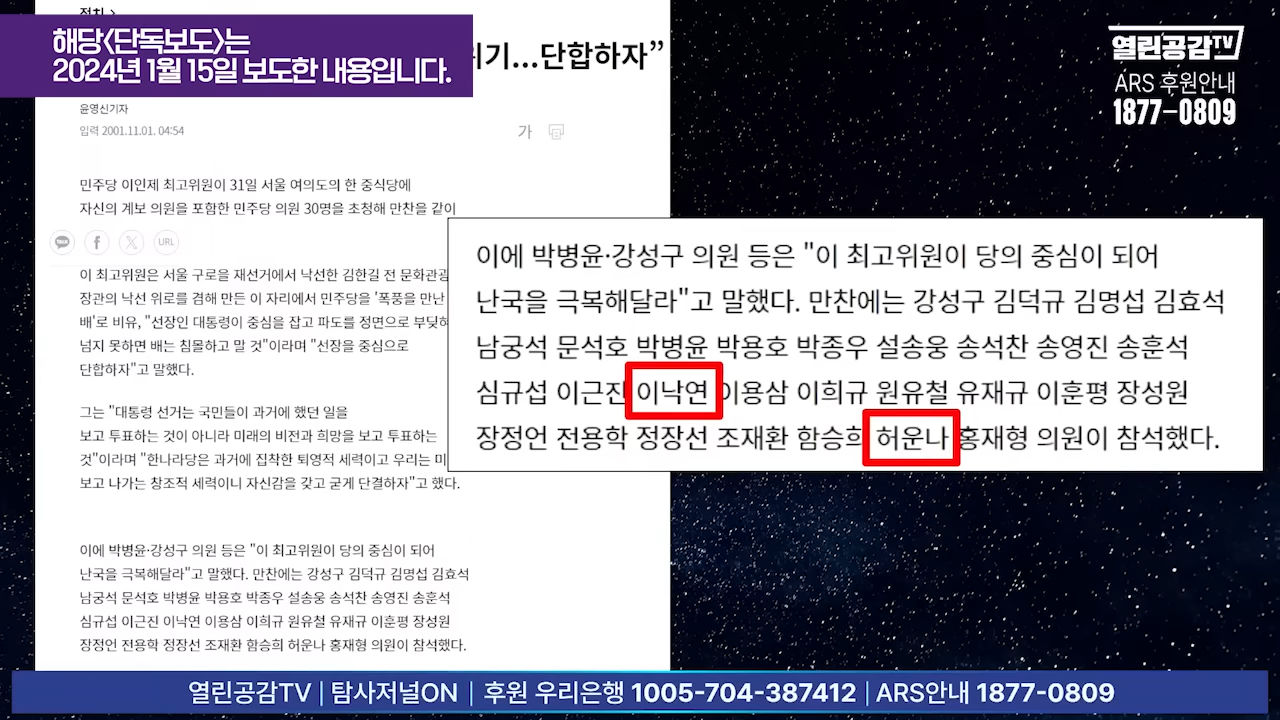 정치 >
해당<단독보도>는
2024년 1월 15일 보도한 내용입니다.
위기...단합하자”
윤영신기자
입력 2001.11.01. 04:54
가
열린공감TV
ARS 후원안내
1877-0809
민주당 이인제 최고위원이 31일 서울 여의도의 한 중식당에
자신의 계보 의원을 포함한 민주당 의원 30명을 초청해 만찬을 같이
TALK
URL
이 최고위원은 서울 구로을 재선거에서 낙선한 김한길 전 문화관광
장관의 낙선 위로를 겸해 만든 이 자리에서 민주당을 '폭풍을 만난
배'로 비유, "선장인 대통령이 중심을 잡고 파도를 정면으로 부딪혀
넘지 못하면 배는 침몰하고 말 것"이라며 "선장을 중심으로
단합하자"고 말했다.
그는 "대통령 선거는 국민들이 과거에 했던 일을
보고 투표하는 것이 아니라 미래의 비전과 희망을 보고 투표하는
것"이라며 "한나라당은 과거에 집착한 퇴영적 세력이고 우리는 미
보고 나가는 창조적 세력이니 자신감을 갖고 굳게 단결하자"고 했다.
이에 박병윤·강성구 의원 등은 "이 최고위원이 당의 중심이 되어
난국을 극복해달라"고 말했다. 만찬에는 강성구 김덕규 김명섭 김효석
남궁석 문석호 박병윤 박용호 박종우 설송웅 송석찬 송영진 송훈석
심규섭 이근진 이낙연 이용삼 이희규 원유철 유재규 이훈평 장성원
장정언 전용학 정장선 조재환 함승희 허운나 홍재형 의원이 참석했다.
이에 박병윤·강성구 의원 등은 "이 최고위원이 당의 중심이 되어
난국을 극복해달라"고 말했다. 만찬에는 강성구 김덕규 김명섭 김효석
남궁석 문석호 박병윤 박용호 박종우 설송웅 송석찬 송영진 송훈석
심규섭 이근진 이낙연 이용삼 이희규 원유철 유재규 이훈평 장성원
장정언 전용학 정장선 조재환 함승희 허운나 홍재형 의원이 참석했다.
열린공감TV | 탐사저널ON | 후원 우리은행 1005-704-387412 | ARS안내 1877-0809